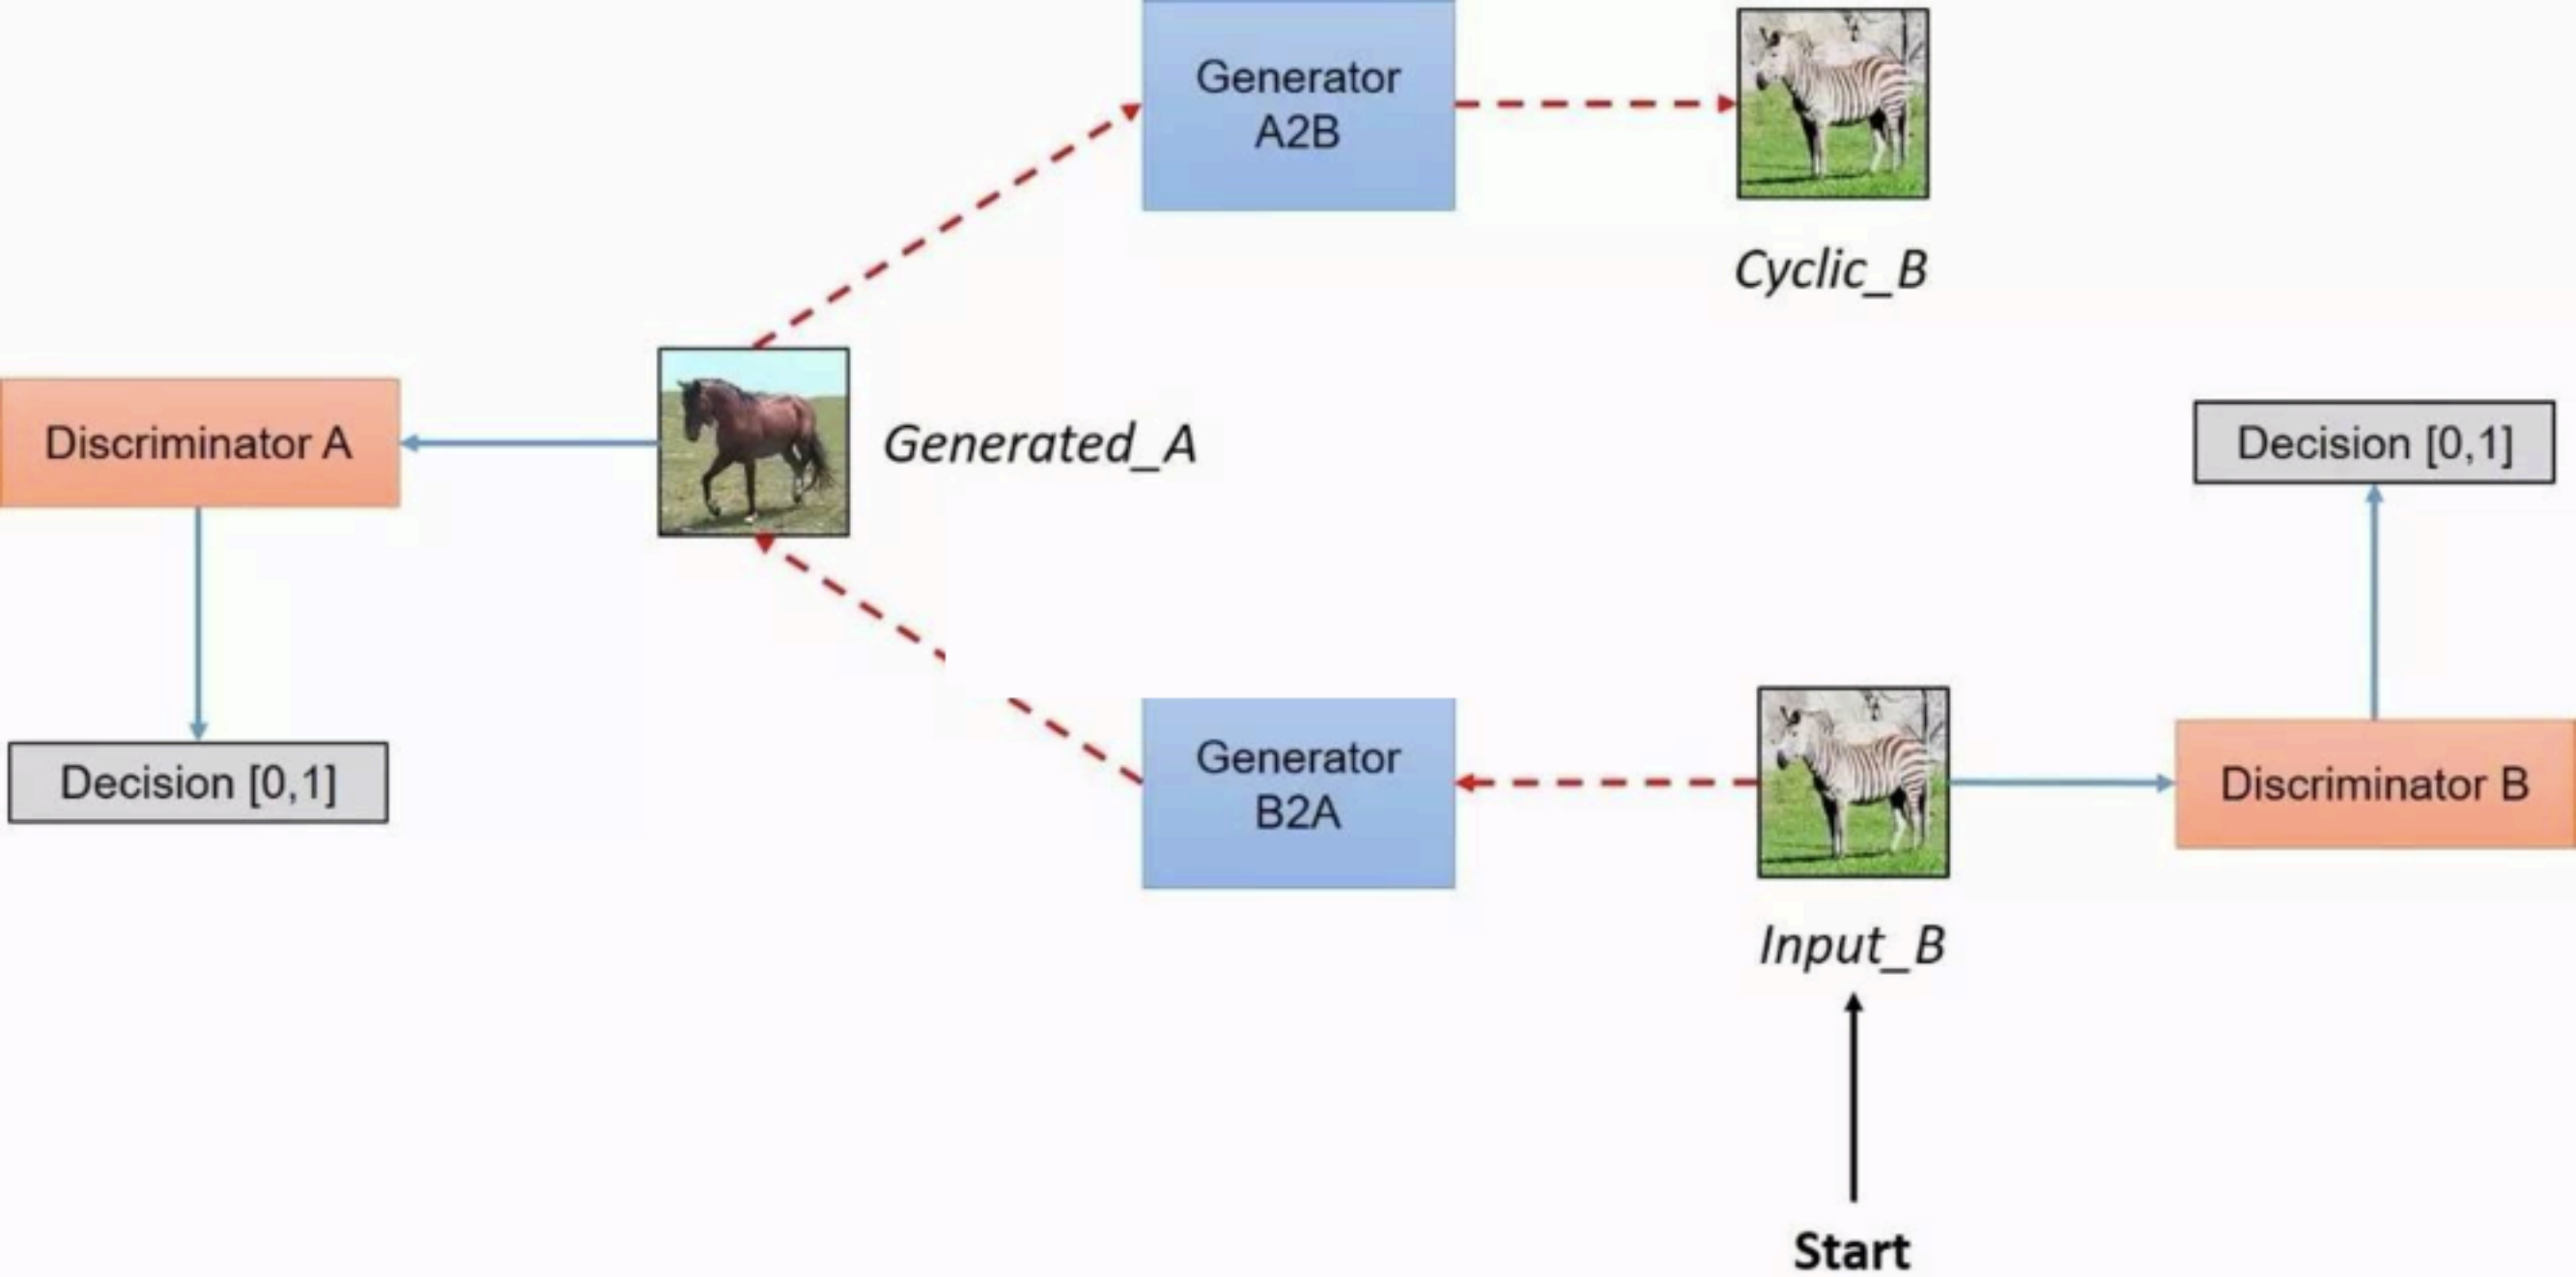 Generator
A2B
Cyclic_B
Discriminator A
Generated_A
Decision [0,1]
Decision [0,1]
Generator
B2A
Discriminator B
Input_B
Start